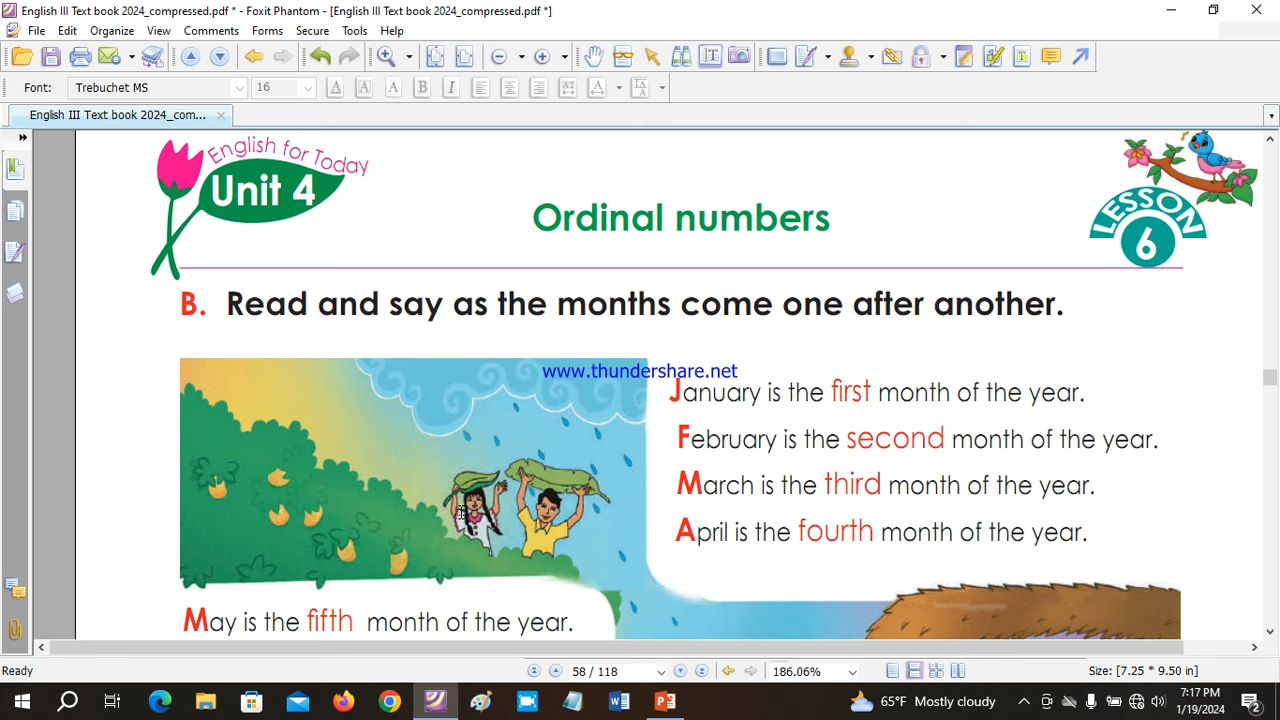 English III Text book 2024_compressed.pdf * - Foxit Phantom - [English III Text book 2024_compressed.pdf *]
File Edit Organize View Comments Forms Secure Tools Help
Font: Trebuchet MS 16
English III Text book 2024_com...
English for Today
Unit 4
Ordinal numbers
LESSON
6
B. Read and say as the months come one after another.
www.thundershare.net
January is the first month of the year.
February is the second month of the year.
March is the third month of the year.
April is the fourth month of the year.
May is the fifth month of the year.
Ready 58 / 118 186.06% Size: [7.25 * 9.50 in]
65°F Mostly cloudy 7:17 PM
1/19/2024 2